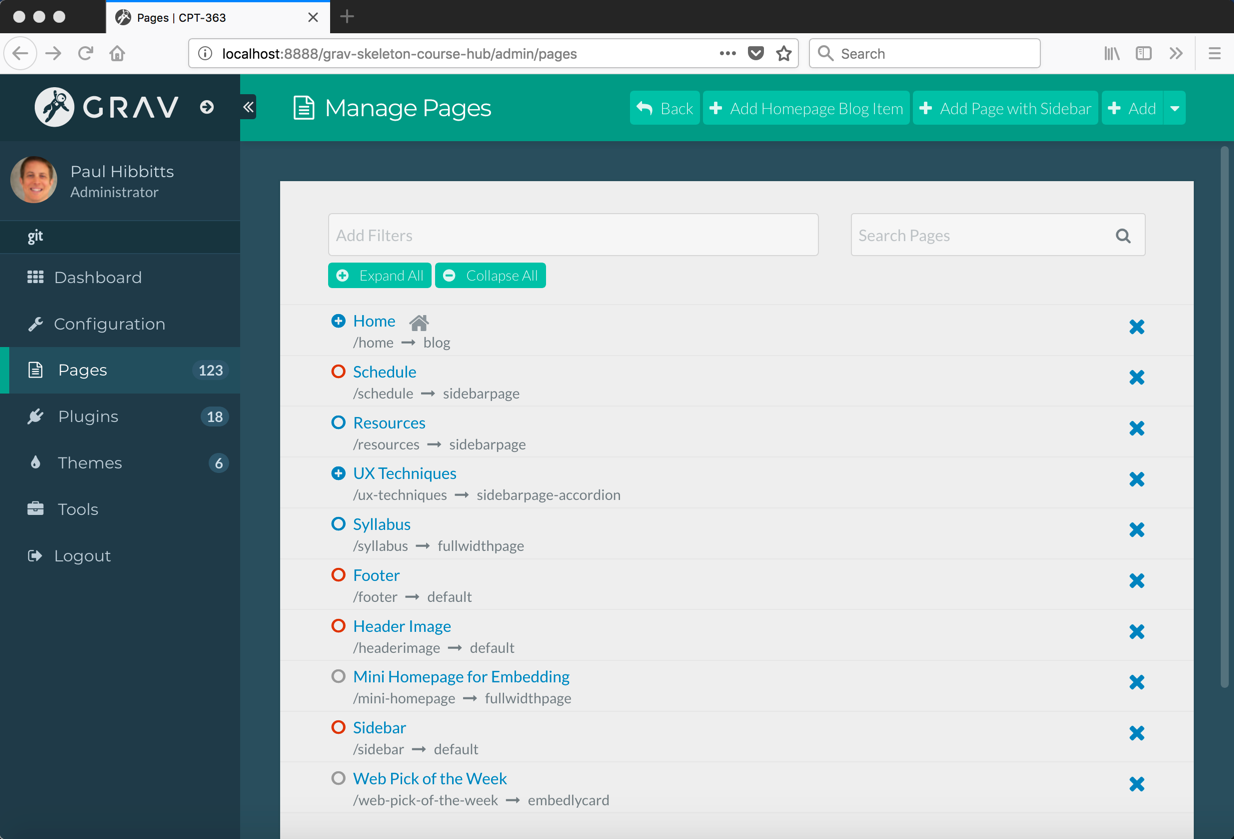 Pages | CPT-363
localhost:8888/grav-skeleton-course-hub/admin/pages
Search
GRAV
Manage Pages
Back
Add Homepage Blog Item
Add Page with Sidebar
Add
Paul Hibbitts
Administrator
git
Dashboard
Configuration
Pages 123
Plugins 18
Themes 6
Tools
Logout
Add Filters
Search Pages
Expand All
Collapse All
Home
/home → blog
Schedule
/schedule → sidebarpage
Resources
/resources → sidebarpage
UX Techniques
/ux-techniques → sidebarpage-accordion
Syllabus
/syllabus → fullwidthpage
Footer
/footer → default
Header Image
/headerimage → default
Mini Homepage for Embedding
/mini-homepage → fullwidthpage
Sidebar
/sidebar → default
Web Pick of the Week
/web-pick-of-the-week → embedlycard